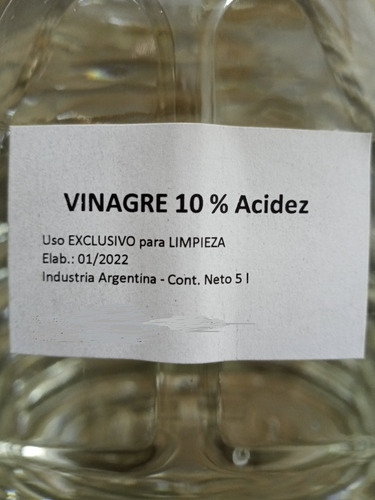 VINAGRE 10 % Acidez
Uso EXCLUSIVO para LIMPIEZA
Elab.: 01/2022
Industria Argentina - Cont. Neto 5 l